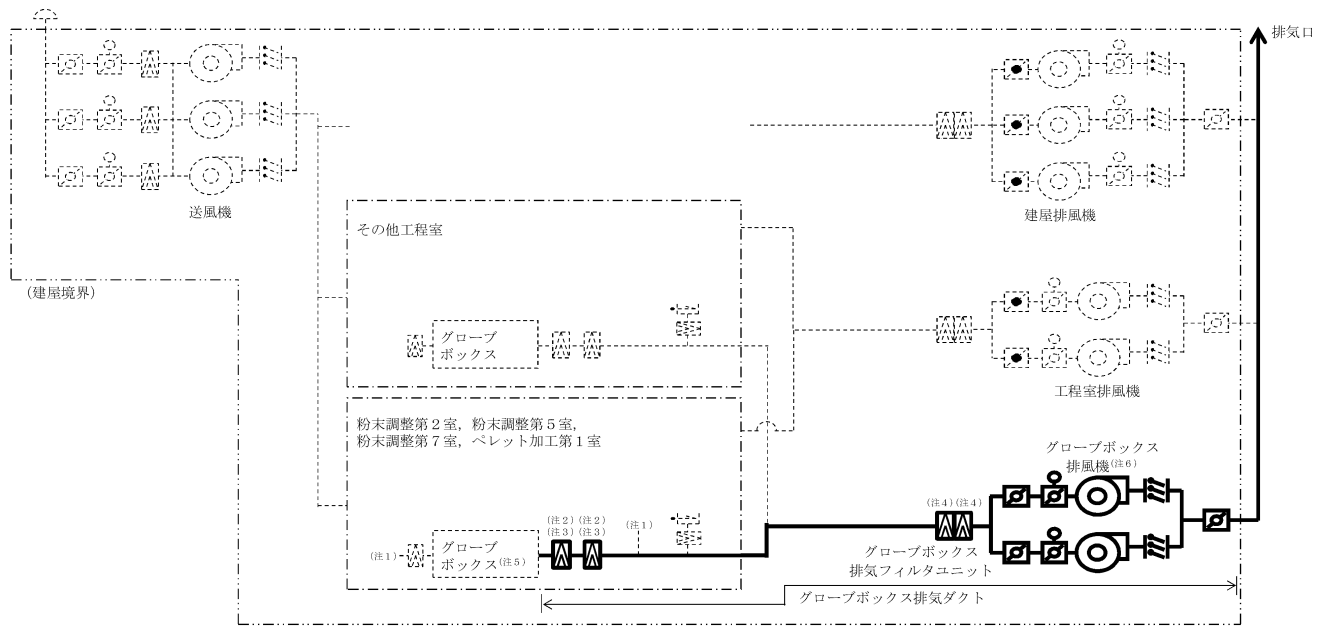 排気口
送風機
建屋排風機
その他工程室
(建屋境界)
グローブ
ボックス
工程室排風機
粉末調整第2室，粉末調整第5室，
粉末調整第7室，ペレット加工第1室
グローブボックス
排風機(注6)
(注4)(注4)
(注2)(注2)
(注3)(注3)
(注1)
(注1)
グローブ
ボックス(注5)
グローブボックス
排気フィルタユニット
グローブボックス排気ダクト